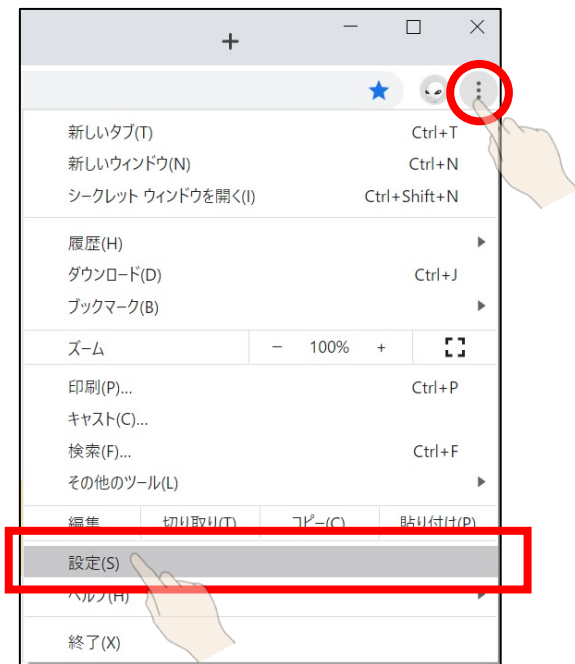 新しいタブ(T) Ctrl+T
新しいウィンドウ(N) Ctrl+N
シークレット ウィンドウを開く(I) Ctrl+Shift+N
履歴(H)
ダウンロード(D) Ctrl+J
ブックマーク(B)
ズーム － 100% +
印刷(P)... Ctrl+P
キャスト(C)...
検索(F)... Ctrl+F
その他のツール(L)
編集 切り取り(T) コピー(C) 貼り付け(P)
設定(S)
ヘルプ(H)
終了(X)